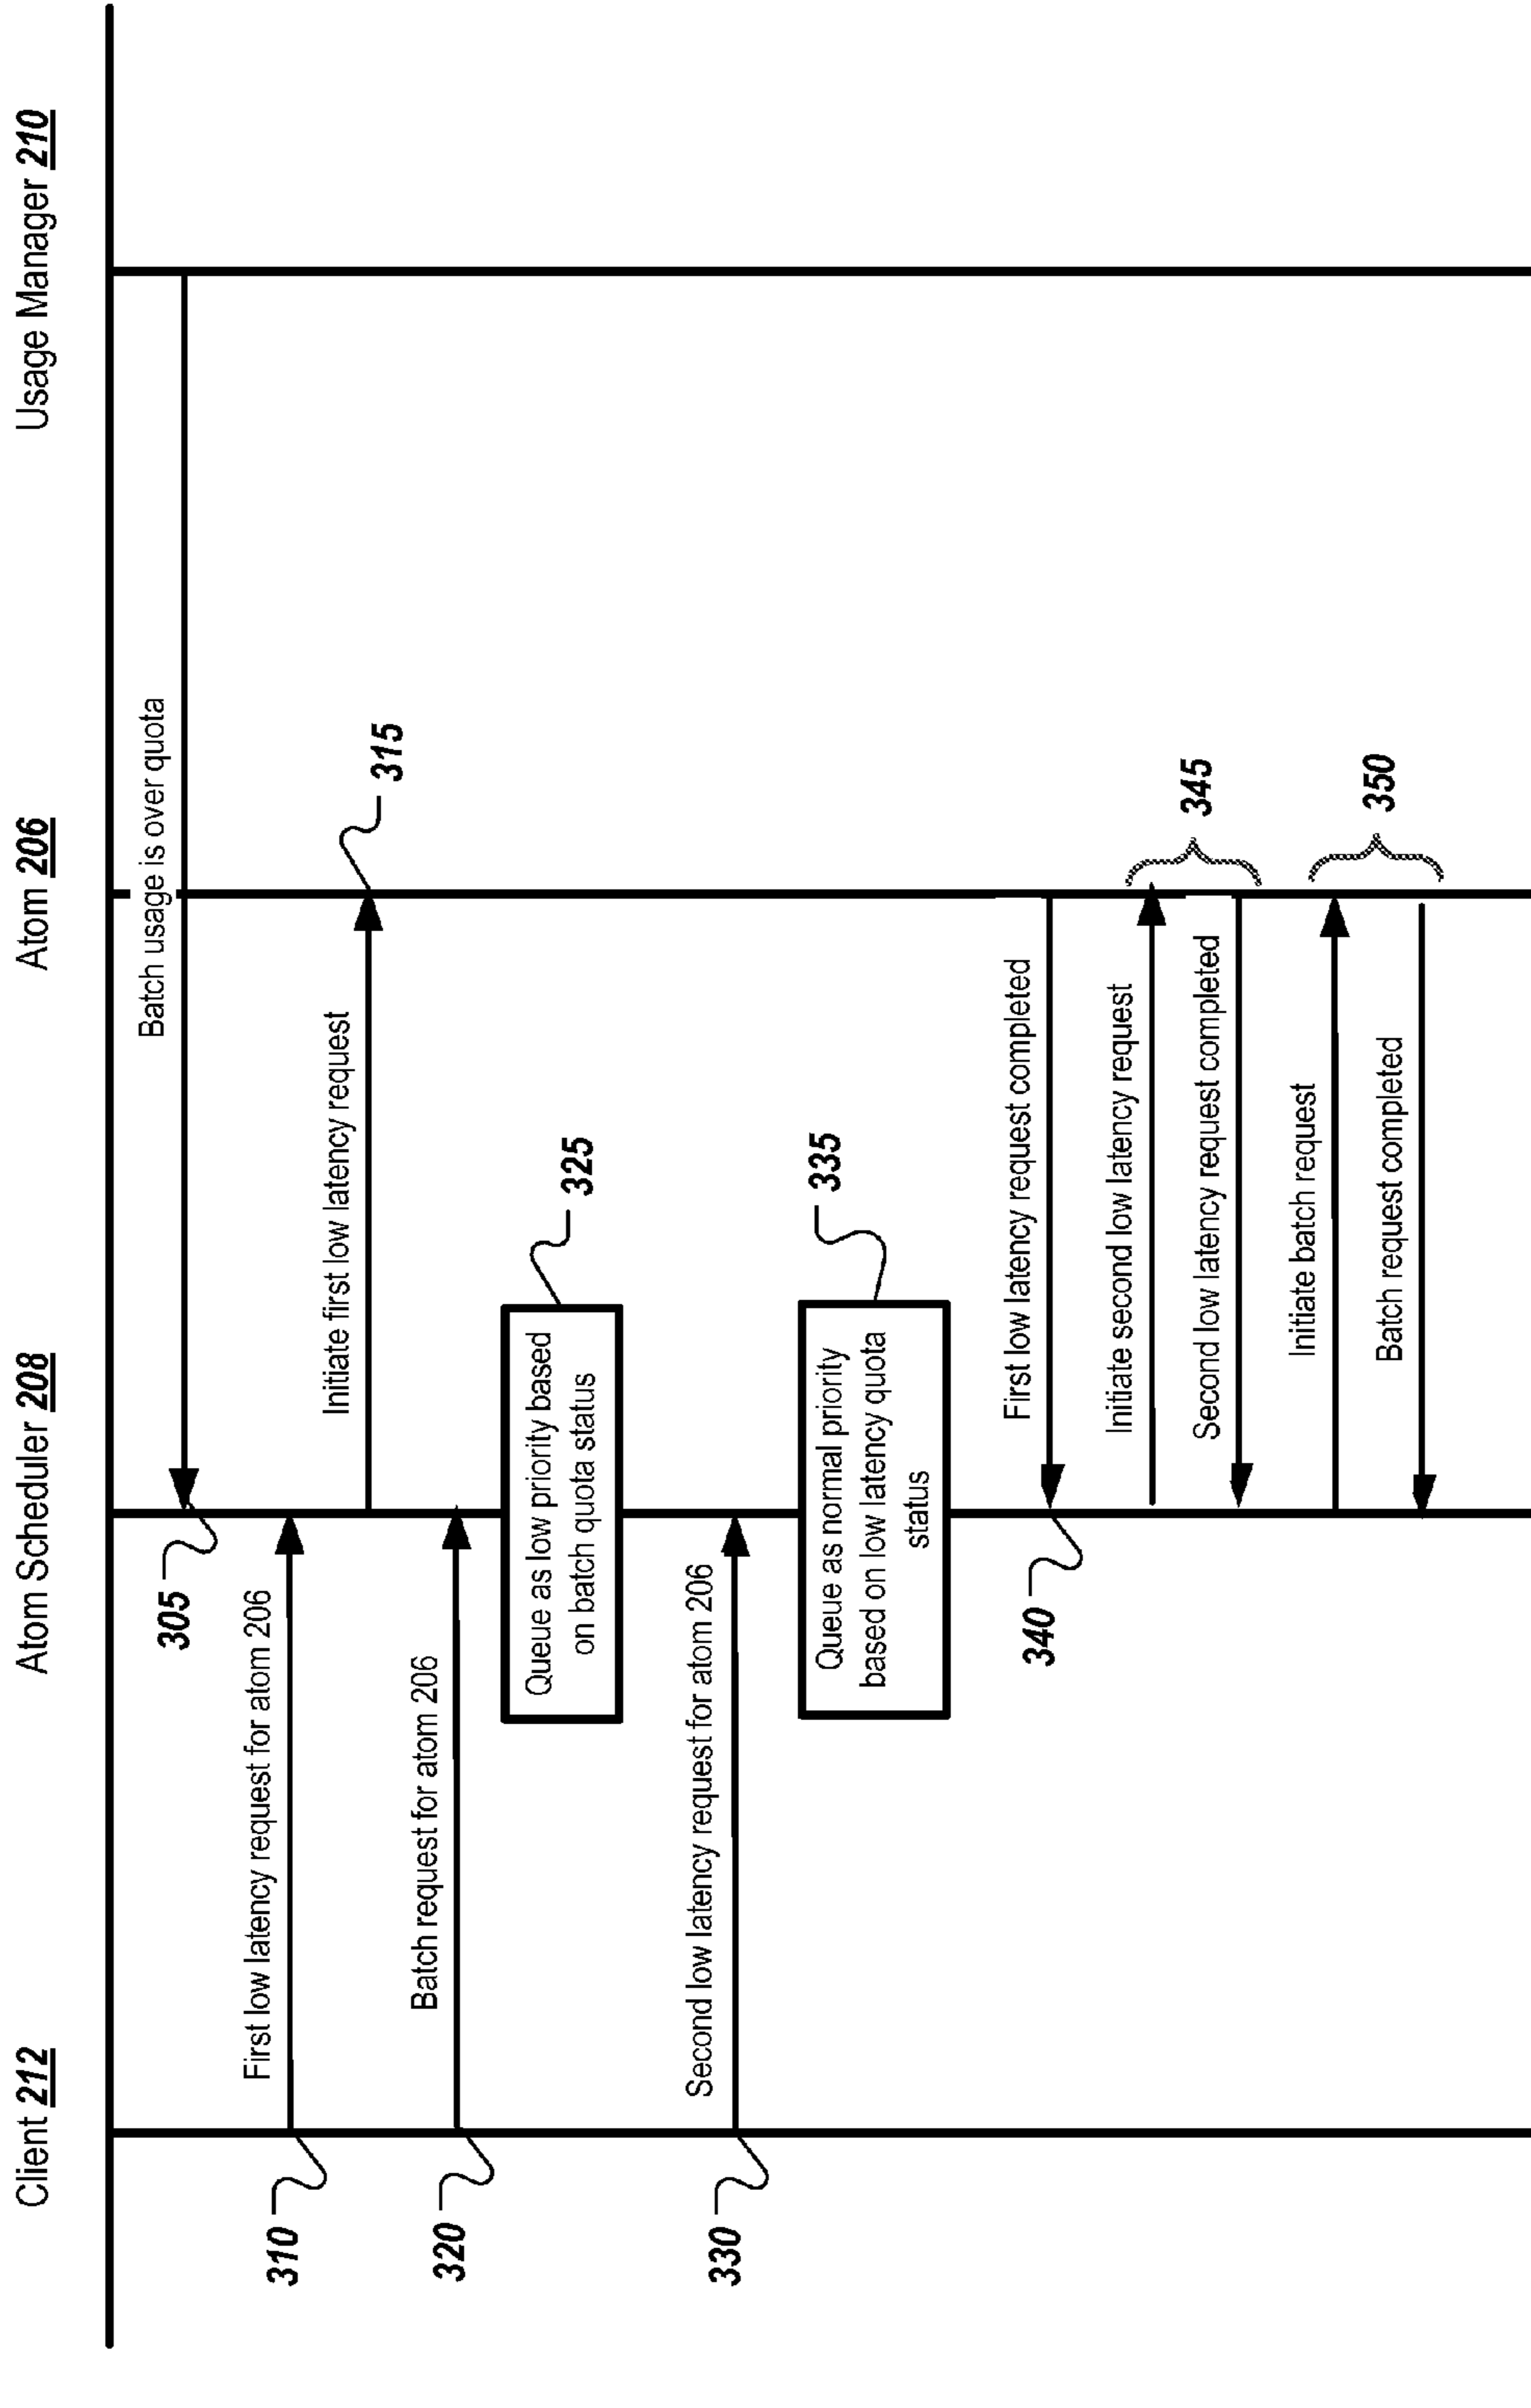 Client 212
Atom Scheduler 208
Atom 206
Usage Manager 210
Batch usage is over quota
305
First low latency request for atom 206
310
Initiate first low latency request
315
Batch request for atom 206
320
Queue as low priority based
on batch quota status
325
Second low latency request for atom 206
330
Queue as normal priority
based on low latency quota
status
335
First low latency request completed
340
Initiate second low latency request
345
Second low latency request completed
Initiate batch request
350
Batch request completed